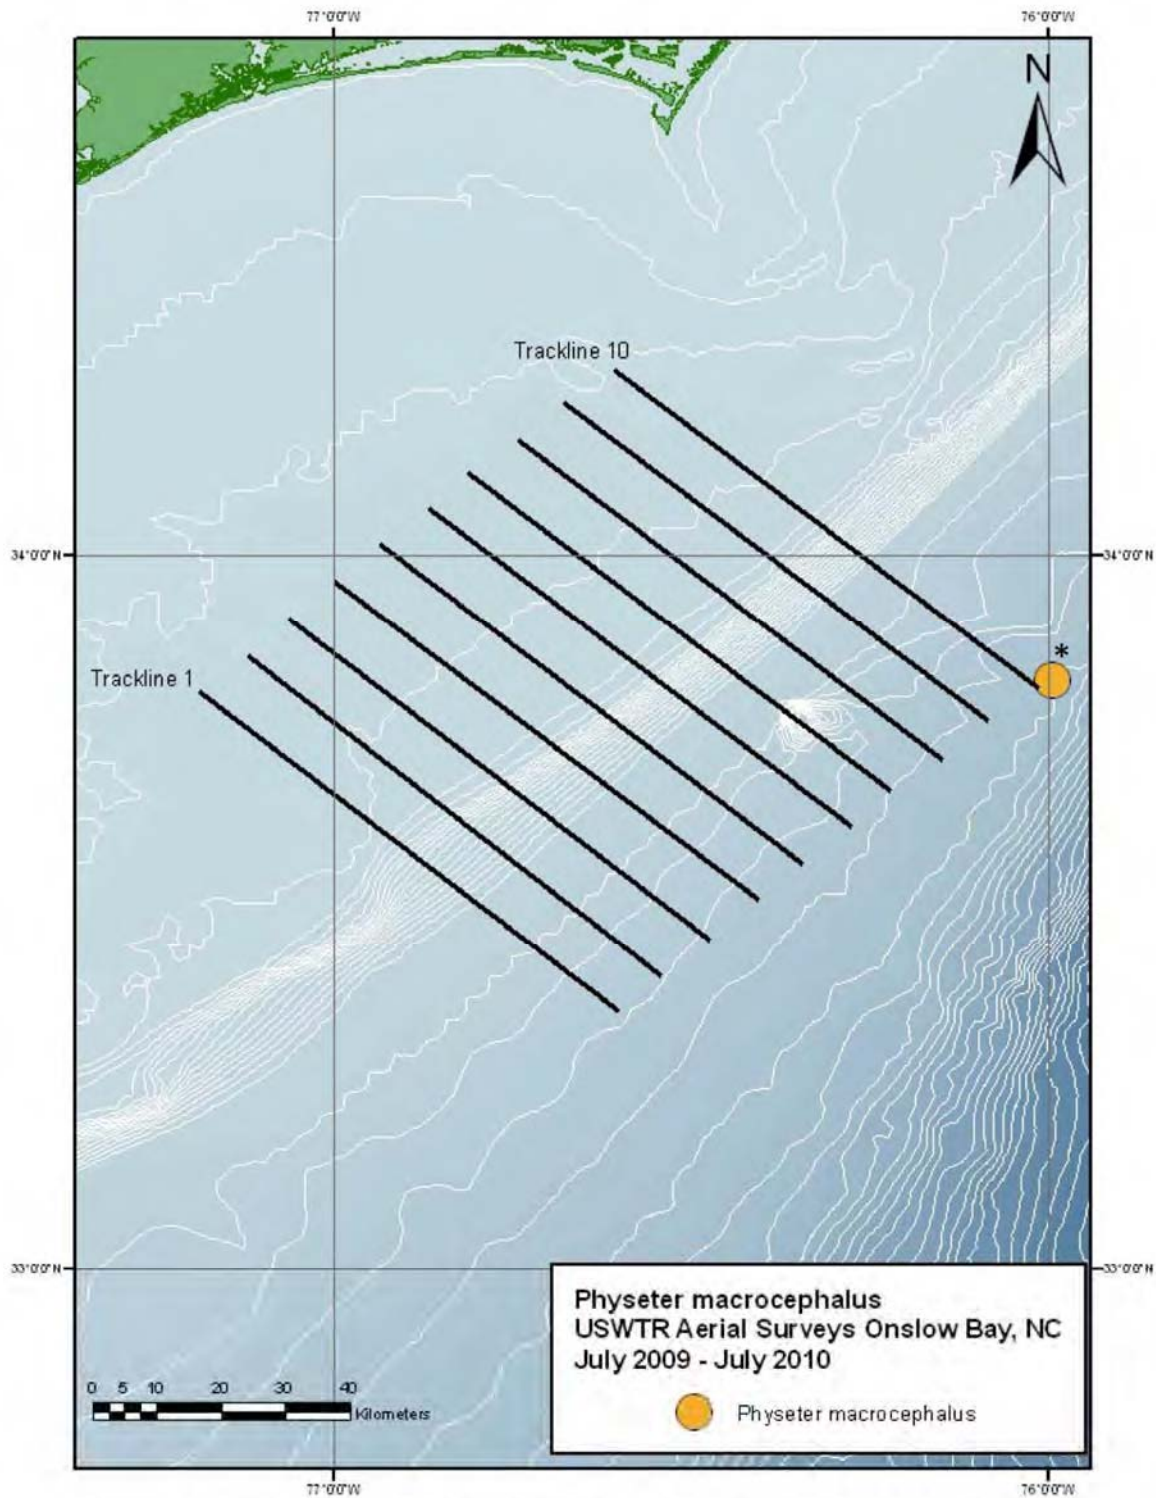 77°0'0"W 76°0'0"W
N
Trackline 10
34°0'0"N 34°0'0"N
*
Trackline 1
33°0'0"N 33°0'0"N
Physeter macrocephalus
USWTR Aerial Surveys Onslow Bay, NC
July 2009 - July 2010
Physeter macrocephalus
0 5 10 20 30 40
Kilometers
77°0'0"W 76°0'0"W